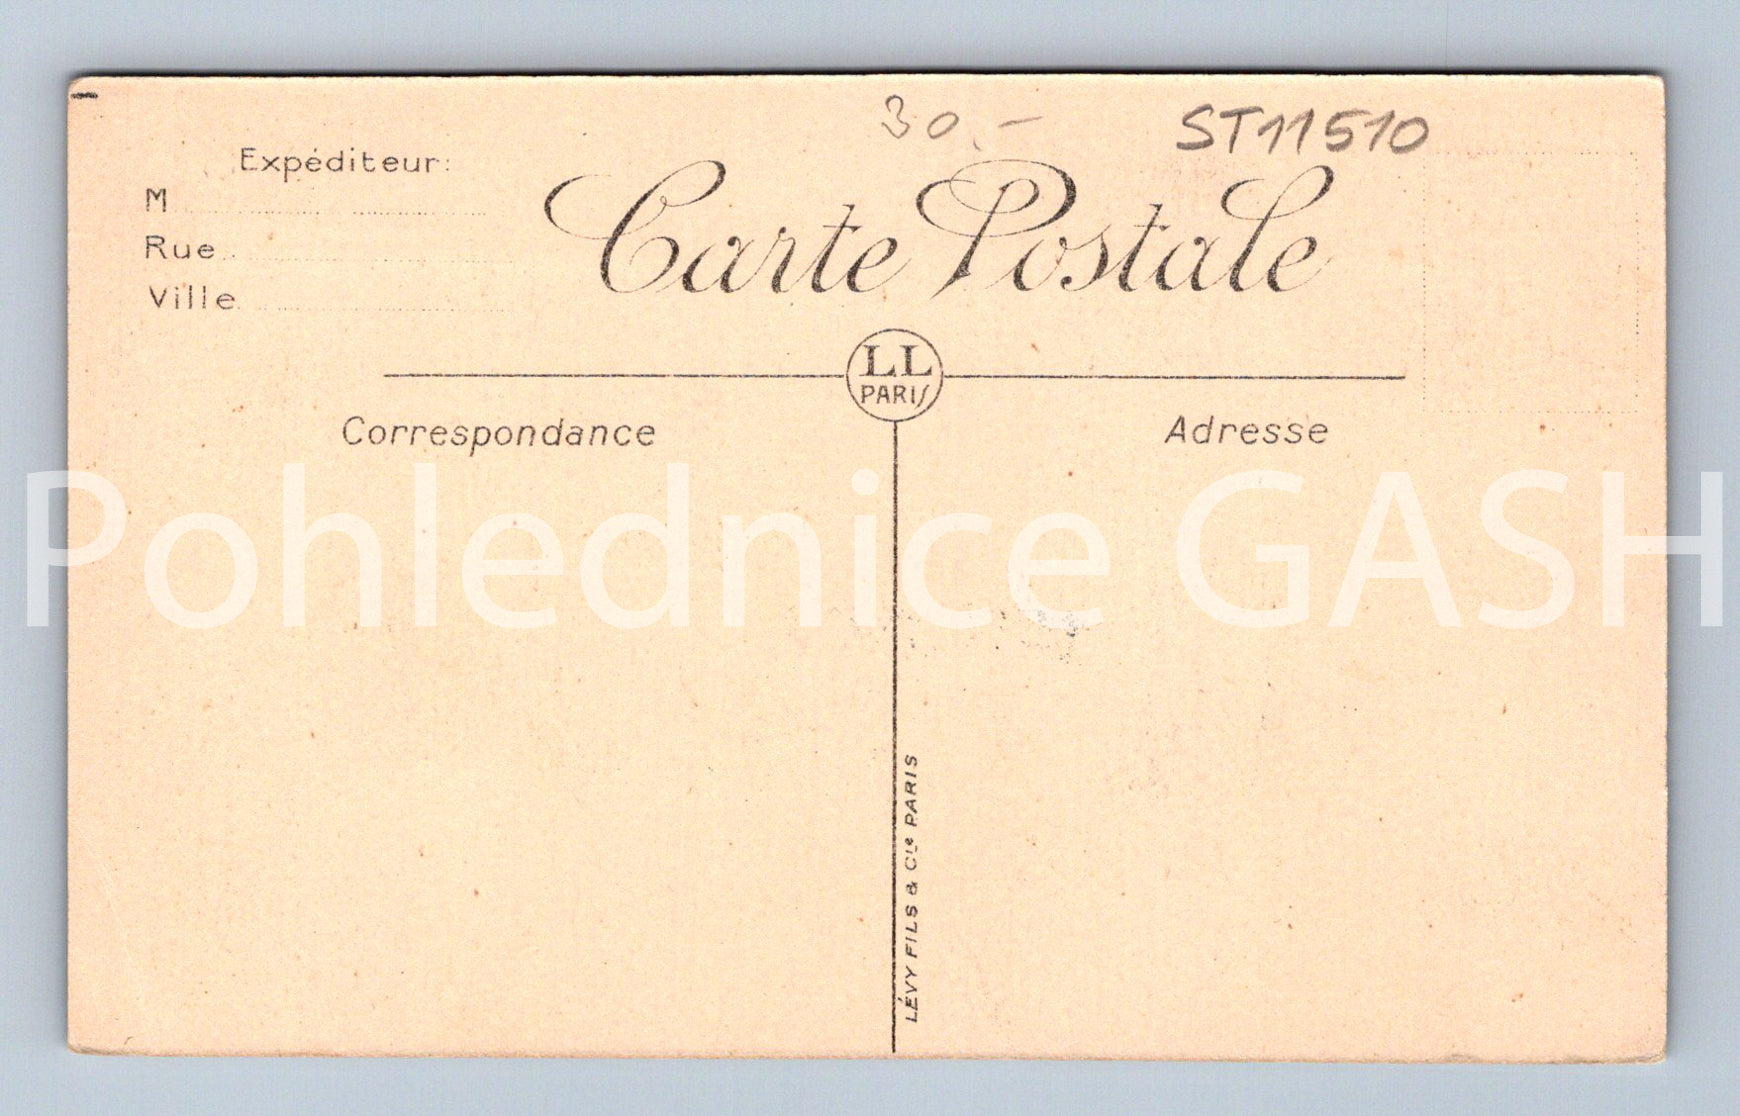 30,-
ST11510
Expéditeur:
M
Rue
Ville
Carte Postale
LL
PARIS
Correspondance
Adresse
Pohlednice GASH
LÉVY FILS & Cie PARIS